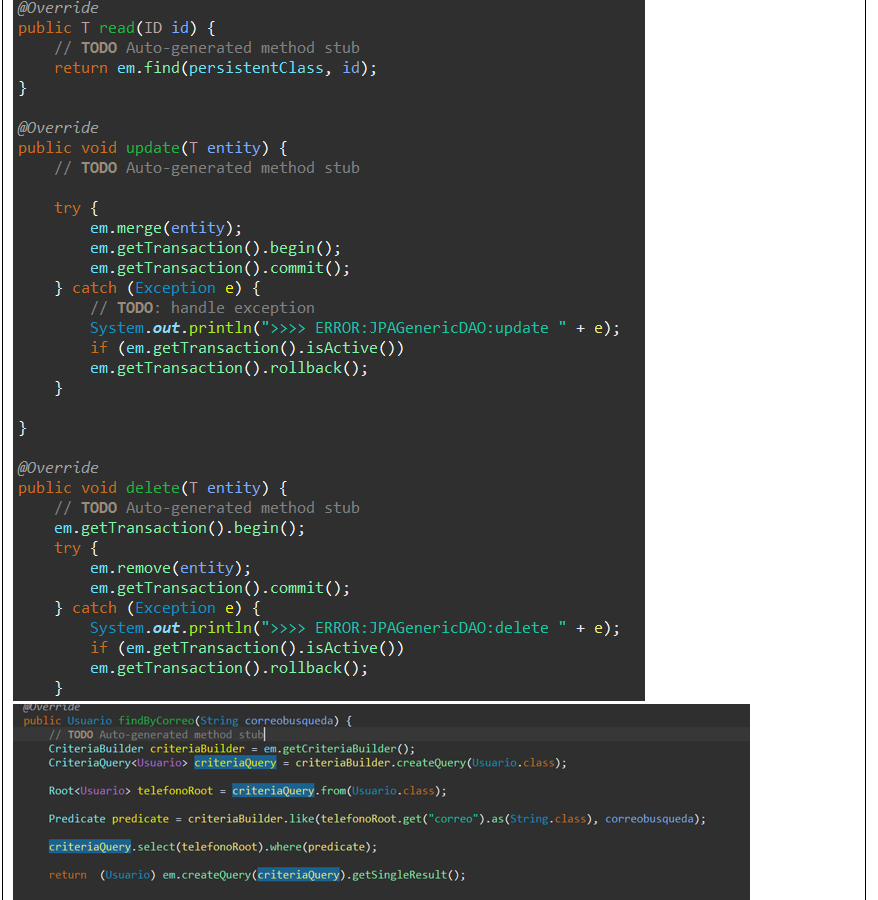 @Override
public T read(ID id) {
// TODO Auto-generated method stub
return em.find(persistentClass, id);
}
@Override
public void update(T entity) {
// TODO Auto-generated method stub
try {
em.merge(entity);
em.getTransaction().begin();
em.getTransaction().commit();
} catch (Exception e) {
// TODO: handle exception
System.out.println(">>>> ERROR:JPAGenericDAO:update " + e);
if (em.getTransaction().isActive())
em.getTransaction().rollback();
}
}
@Override
public void delete(T entity) {
// TODO Auto-generated method stub
em.getTransaction().begin();
try {
em.remove(entity);
em.getTransaction().commit();
} catch (Exception e) {
System.out.println(">>>> ERROR:JPAGenericDAO:delete " + e);
if (em.getTransaction().isActive())
em.getTransaction().rollback();
}
@Override
public Usuario findByCorreo(String correobusqueda) {
// TODO Auto-generated method stub
CriteriaBuilder criteriaBuilder = em.getCriteriaBuilder();
CriteriaQuery<Usuario> criteriaQuery = criteriaBuilder.createQuery(Usuario.class);
Root<Usuario> telefonoRoot = criteriaQuery.from(Usuario.class);
Predicate predicate = criteriaBuilder.like(telefonoRoot.get("correo").as(String.class), correobusqueda);
criteriaQuery.select(telefonoRoot).where(predicate);
return (Usuario) em.createQuery(criteriaQuery).getSingleResult();